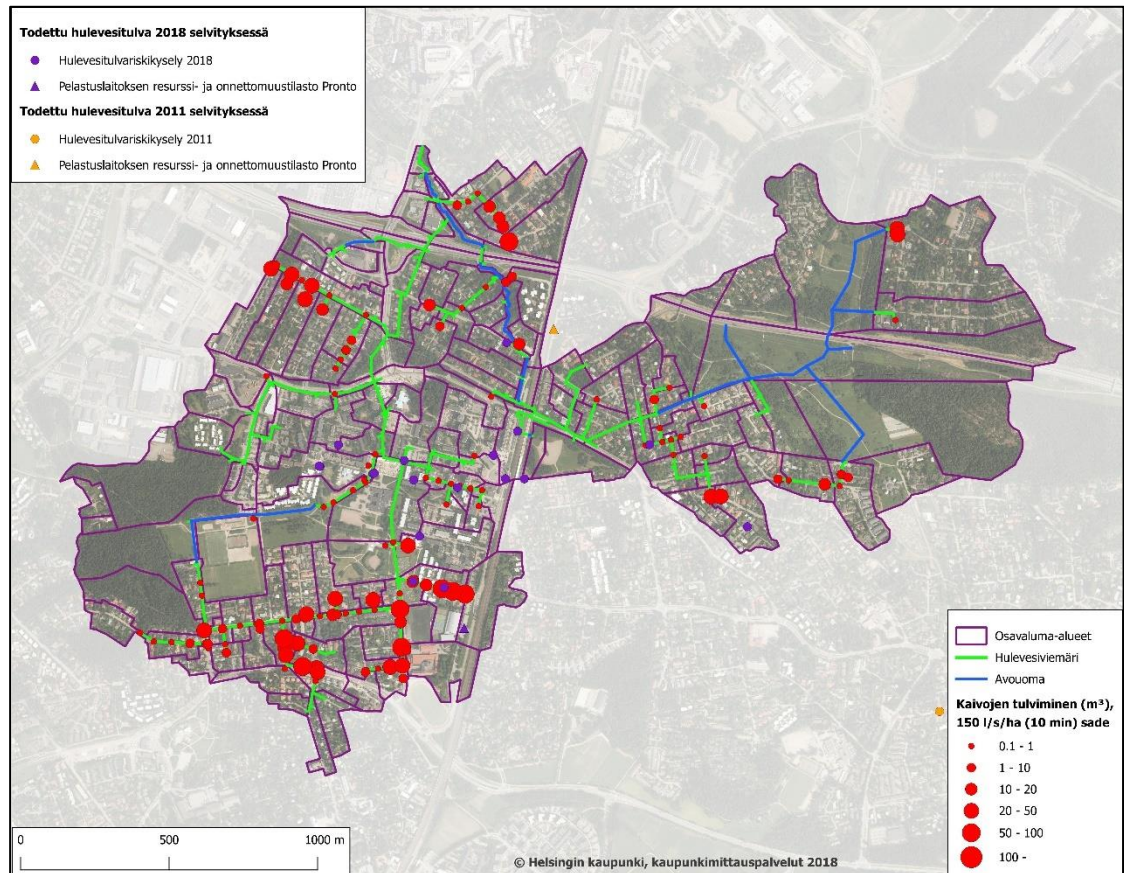 Todettu hulevesitulva 2018 selvityksessä
Hulevesitulvariskikysely 2018
Pelastuslaitoksen resurssi- ja onnettomuustilasto Pronto
Todettu hulevesitulva 2011 selvityksessä
Hulevesitulvariskikysely 2011
Pelastuslaitoksen resurssi- ja onnettomuustilasto Pronto
Osavaluma-alueet
Hulevesiviemäri
Avouoma
Kaivojen tulviminen (m³),
150 l/s/ha (10 min) sade
0.1 - 1
1 - 10
10 - 20
20 - 50
50 - 100
100 -
0 500 1000 m
© Helsingin kaupunki, kaupunkimittauspalvelut 2018